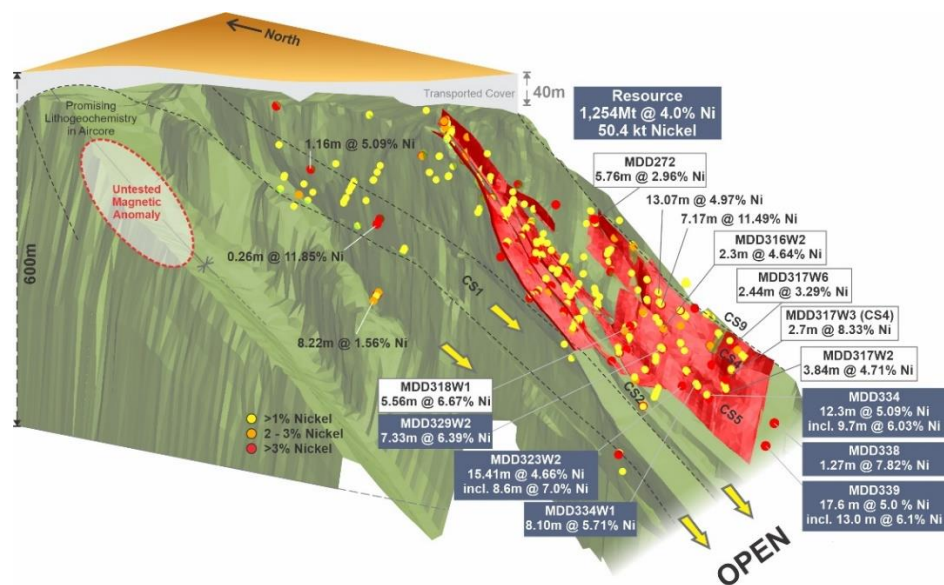 North
Transported Cover
40m
Promising
Lithogeochemistry
in Aircore
Resource
1,254Mt @ 4.0% Ni
50.4 kt Nickel
1.16m @ 5.09% Ni
Untested
Magnetic
Anomaly
MDD272
5.76m @ 2.96% Ni
13.07m @ 4.97% Ni
7.17m @ 11.49% Ni
MDD316W2
2.3m @ 4.64% Ni
600m
0.26m @ 11.85% Ni
MDD317W6
2.44m @ 3.29% Ni
CS1
CS9
MDD317W3 (CS4)
2.7m @ 8.33% Ni
8.22m @ 1.56% Ni
CS4
MDD317W2
3.84m @ 4.71% Ni
MDD318W1
5.56m @ 6.67% Ni
CS2
CS5
MDD329W2
7.33m @ 6.39% Ni
MDD334
12.3m @ 5.09% Ni
incl. 9.7m @ 6.03% Ni
>1% Nickel
2 - 3% Nickel
>3% Nickel
MDD323W2
15.41m @ 4.66% Ni
incl. 8.6m @ 7.0% Ni
MDD338
1.27m @ 7.82% Ni
MDD334W1
8.10m @ 5.71% Ni
MDD339
17.6 m @ 5.0 % Ni
incl. 13.0 m @ 6.1% Ni
OPEN